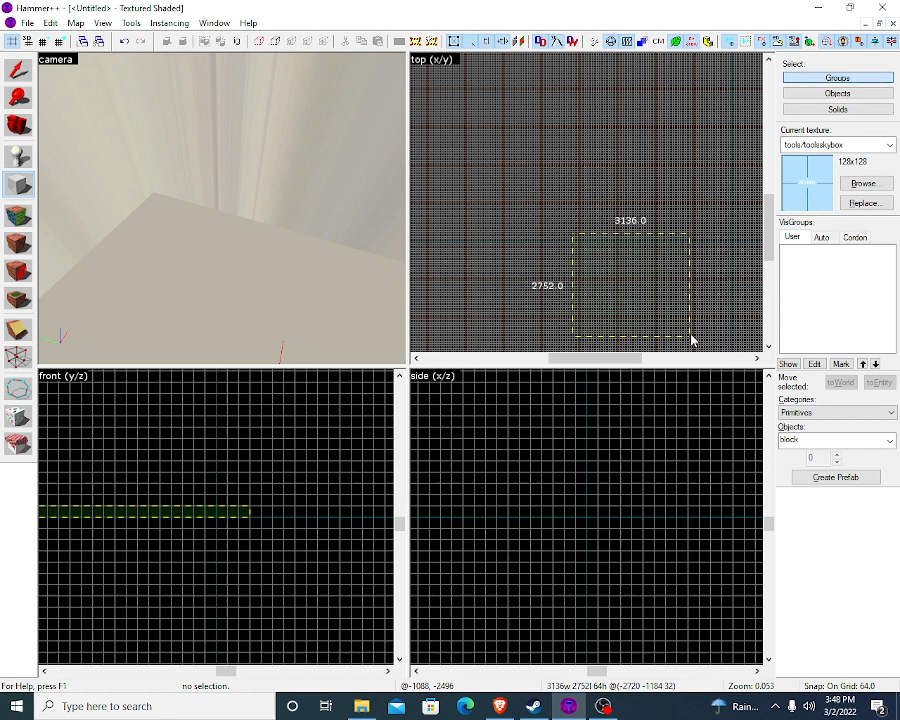 Hammer++ - [<Untitled> - Textured Shaded]
File Edit Map View Tools Instancing Window Help
camera
top (x/y)
3136.0
2752.0
front (y/z)
side (x/z)
Select:
Groups
Objects
Solids
Current texture:
tools/toolsskybox
128x128
Browse...
Replace...
VisGroups:
User Auto Cordon
Show Edit Mark
Move selected:
toWorld toEntity
Categories:
Primitives
Objects:
block
0
Create Prefab
For Help, press F1
no selection.
@-1088, -2496
3136w 2752l 64h @(-2720 -1184 32)
Zoom: 0.053
Snap: On Grid: 64.0
Type here to search
Rain...
3:48 PM
3/2/2022
2